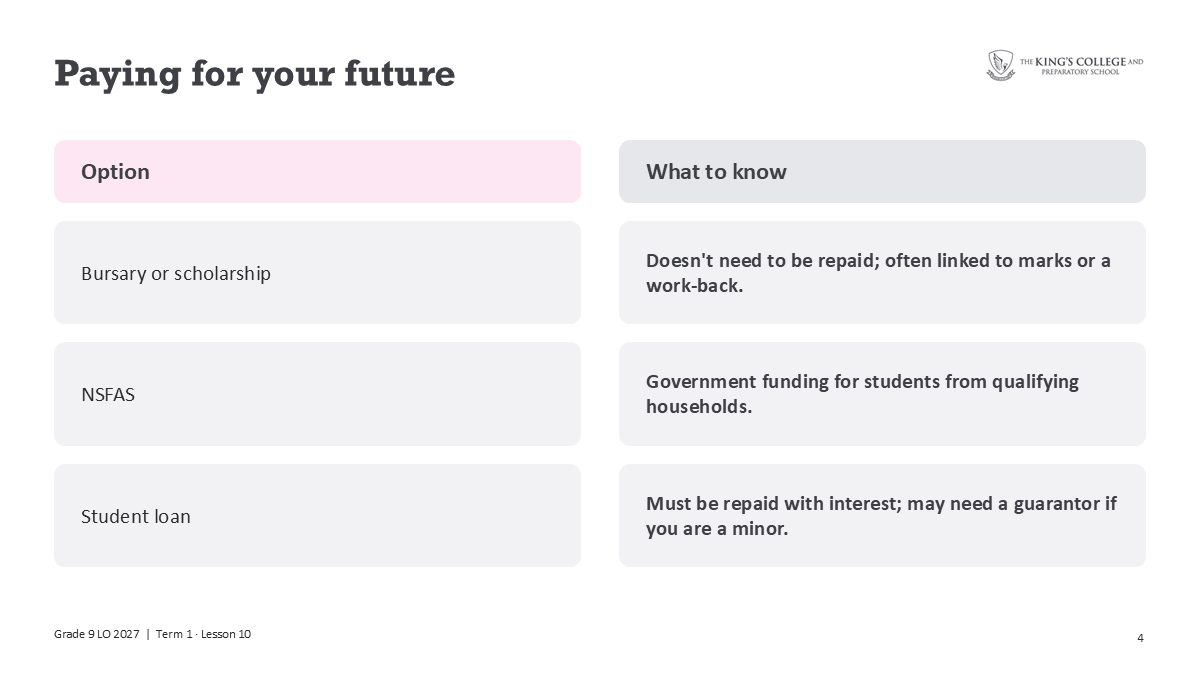 Paying for your future
THE KING'S COLLEGE AND
PREPARATORY SCHOOL
Option
What to know
Bursary or scholarship
Doesn't need to be repaid; often linked to marks or a
work-back.
NSFAS
Government funding for students from qualifying
households.
Student loan
Must be repaid with interest; may need a guarantor if
you are a minor.
Grade 9 LO 2027 | Term 1 · Lesson 10
4